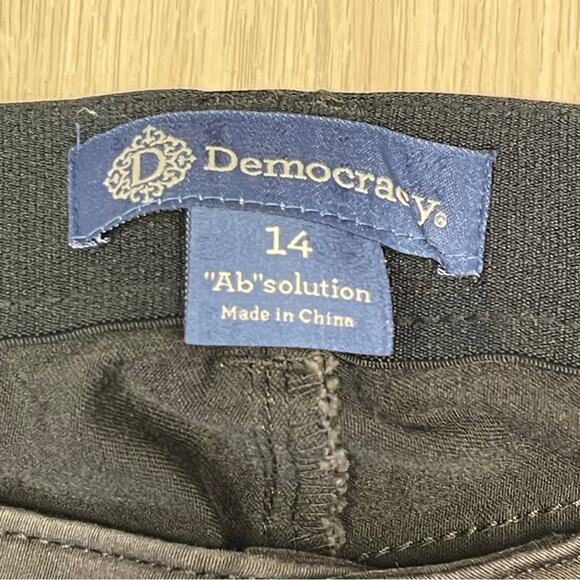 D Democracy®
14
"Ab"solution
Made in China